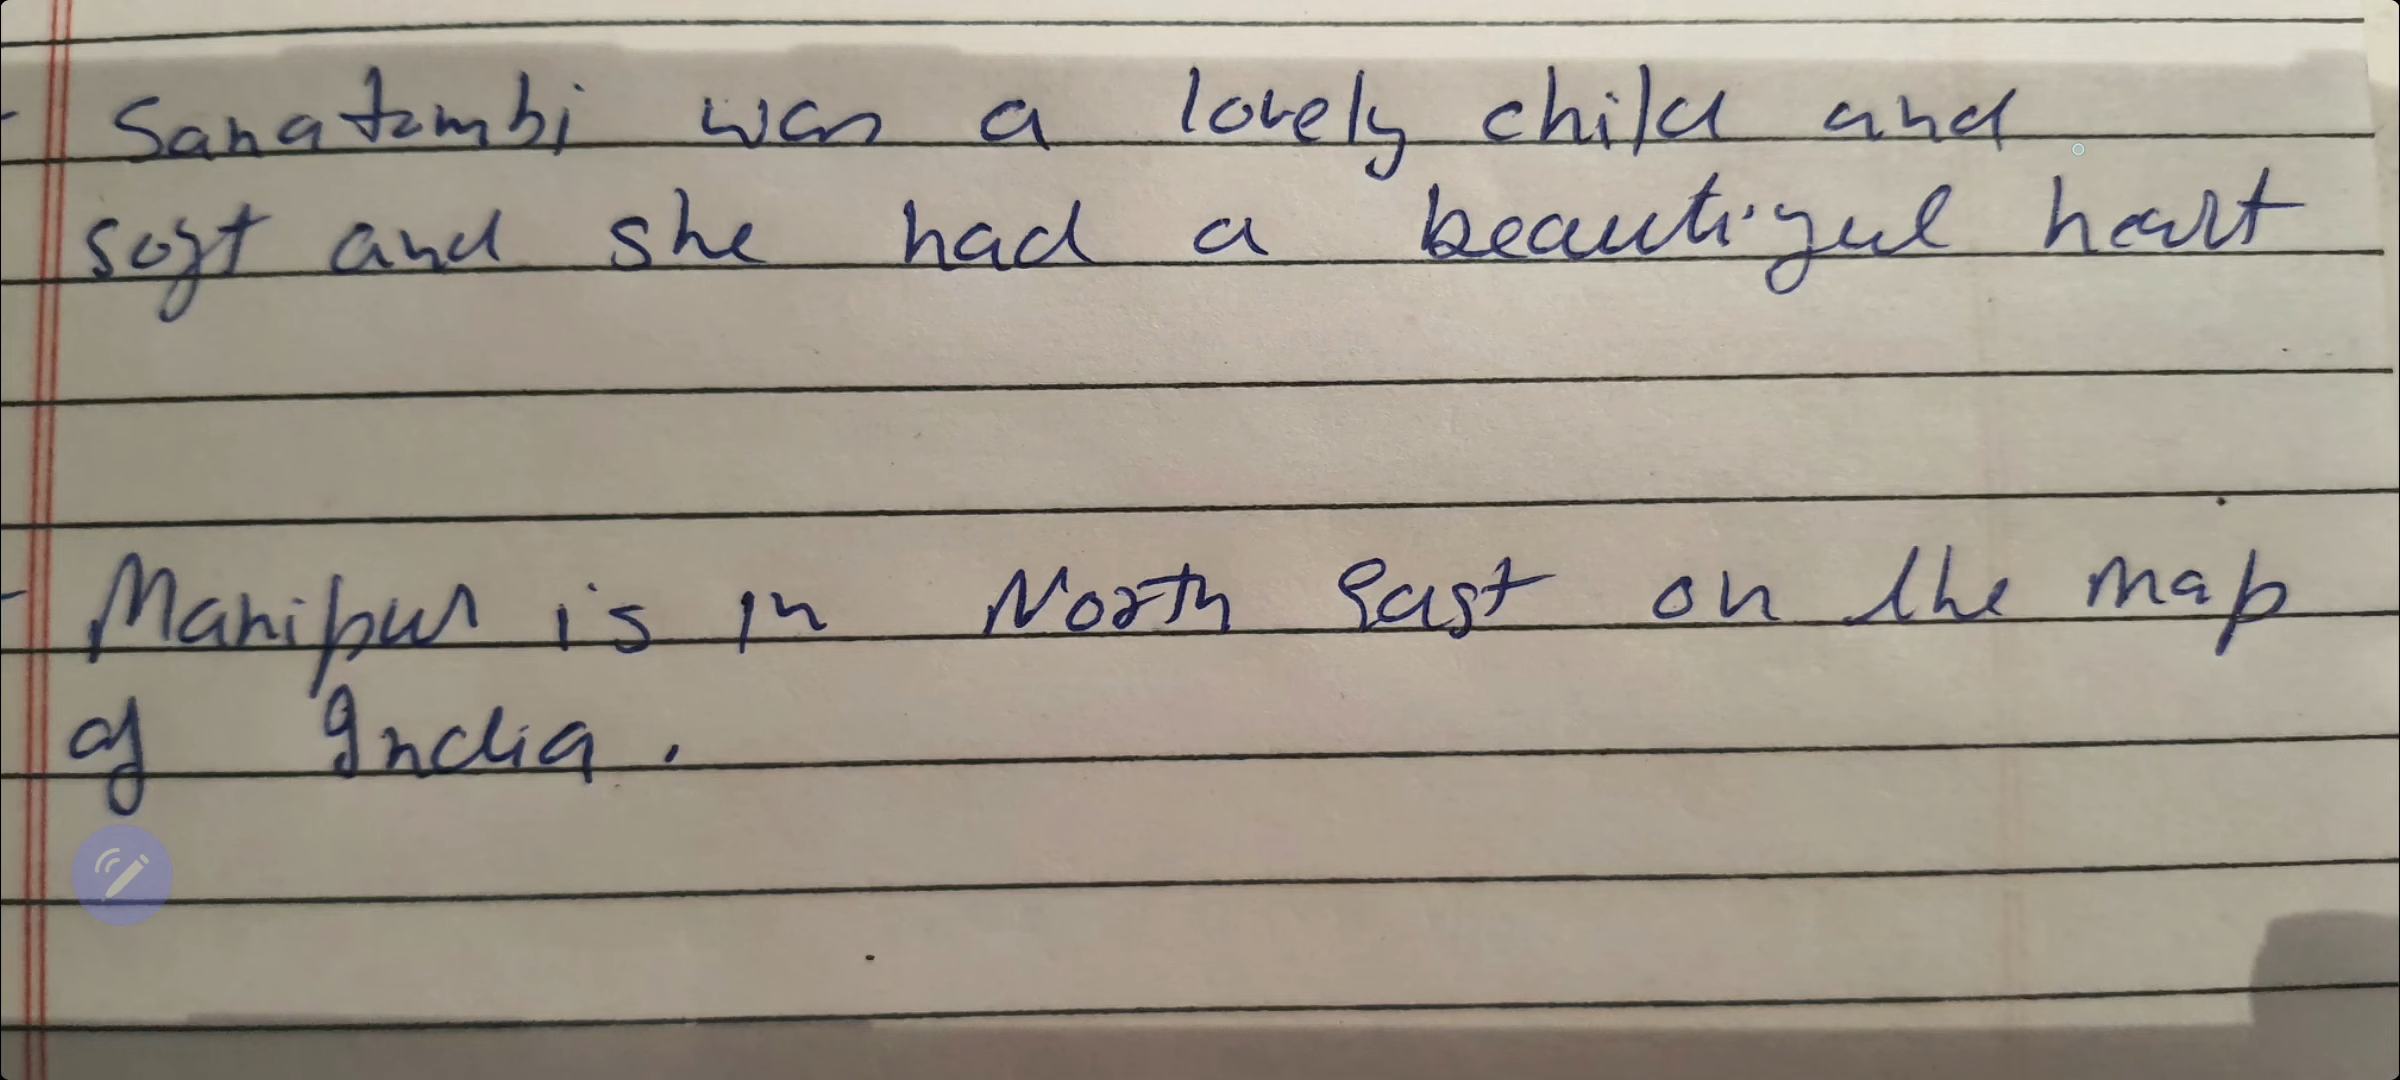 - Sanatombi was a lovely child and
soft and she had a beautiful heart
- Manipur is in North East on the map
of India.